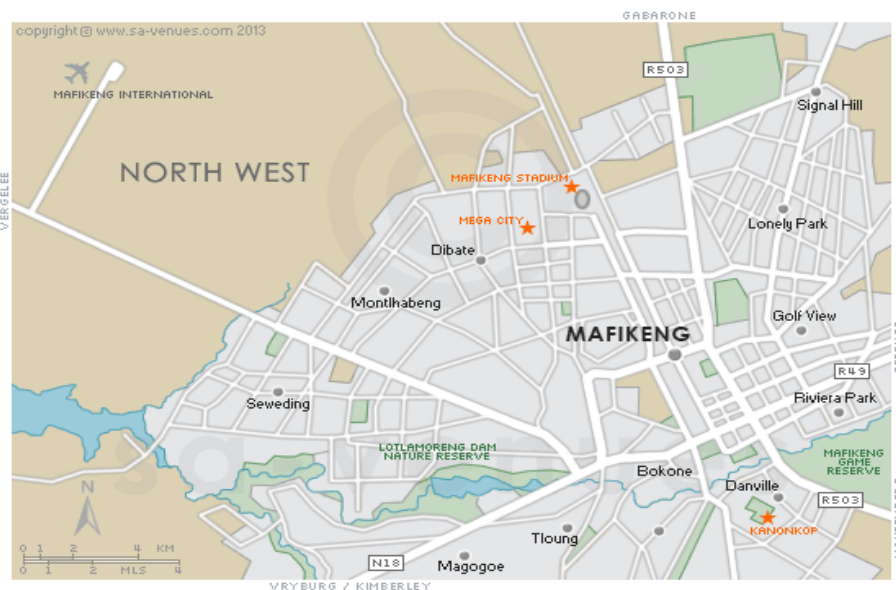 GABARONE
copyright © www.sa-venues.com 2013
R503
MAFIKENG INTERNATIONAL
Signal Hill
NORTH WEST
MAFIKENG STADIUM
VERGELEE
MEGA CITY
Lonely Park
Dibate
Montlhabeng
Golf View
MAFIKENG
R49
Seweding
Riviera Park
LOTLAMORENG DAM
NATURE RESERVE
MAFIKENG
GAME
RESERVE
Bokone
Danville
N
R503
KANONKOP
Tloung
0 1 2 4 KM
0 1 2 4
MLS
N18
Magogoe
VRYBURG / KIMBERLEY